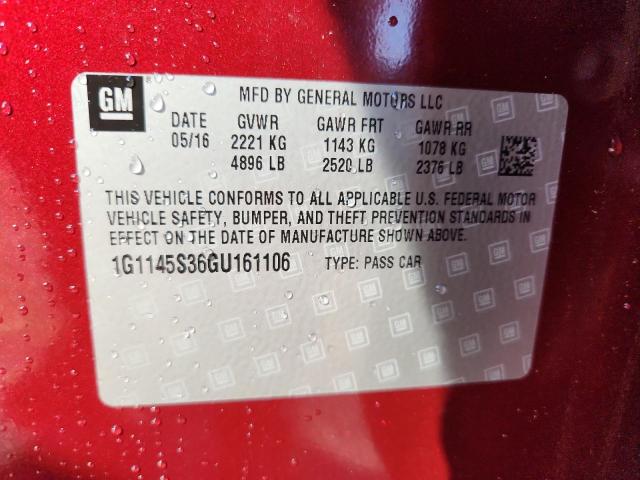 GM
MFD BY GENERAL MOTORS LLC
DATE GVWR GAWR FRT GAWR RR
05/16 2221 KG 1143 KG 1078 KG
4896 LB 2520 LB 2376 LB
THIS VEHICLE CONFORMS TO ALL APPLICABLE U.S. FEDERAL MOTOR
VEHICLE SAFETY, BUMPER, AND THEFT PREVENTION STANDARDS IN
EFFECT ON THE DATE OF MANUFACTURE SHOWN ABOVE.
1G1145S36GU161106 TYPE: PASS CAR